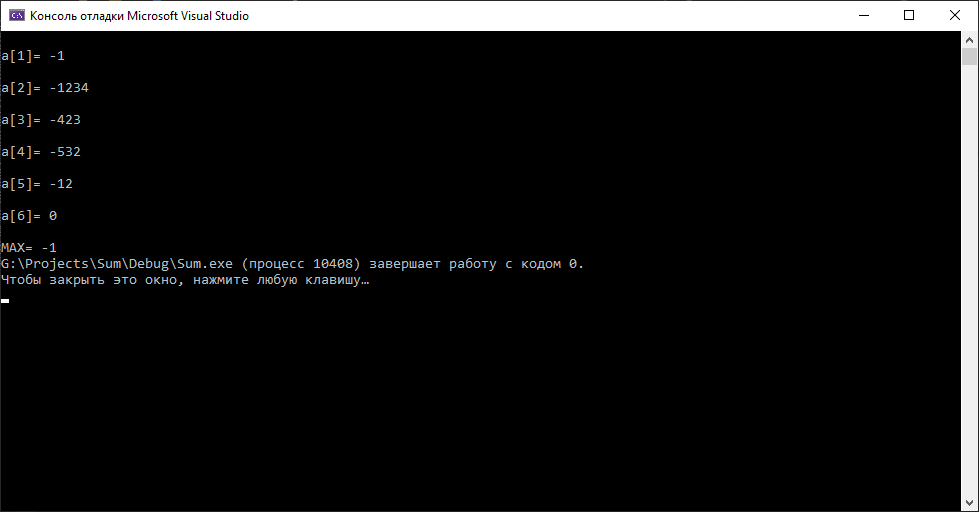 Консоль отладки Microsoft Visual Studio
a[1]= -1
a[2]= -1234
a[3]= -423
a[4]= -532
a[5]= -12
a[6]= 0
MAX= -1
G:\Projects\Sum\Debug\Sum.exe (процесс 10408) завершает работу с кодом 0.
Чтобы закрыть это окно, нажмите любую клавишу…